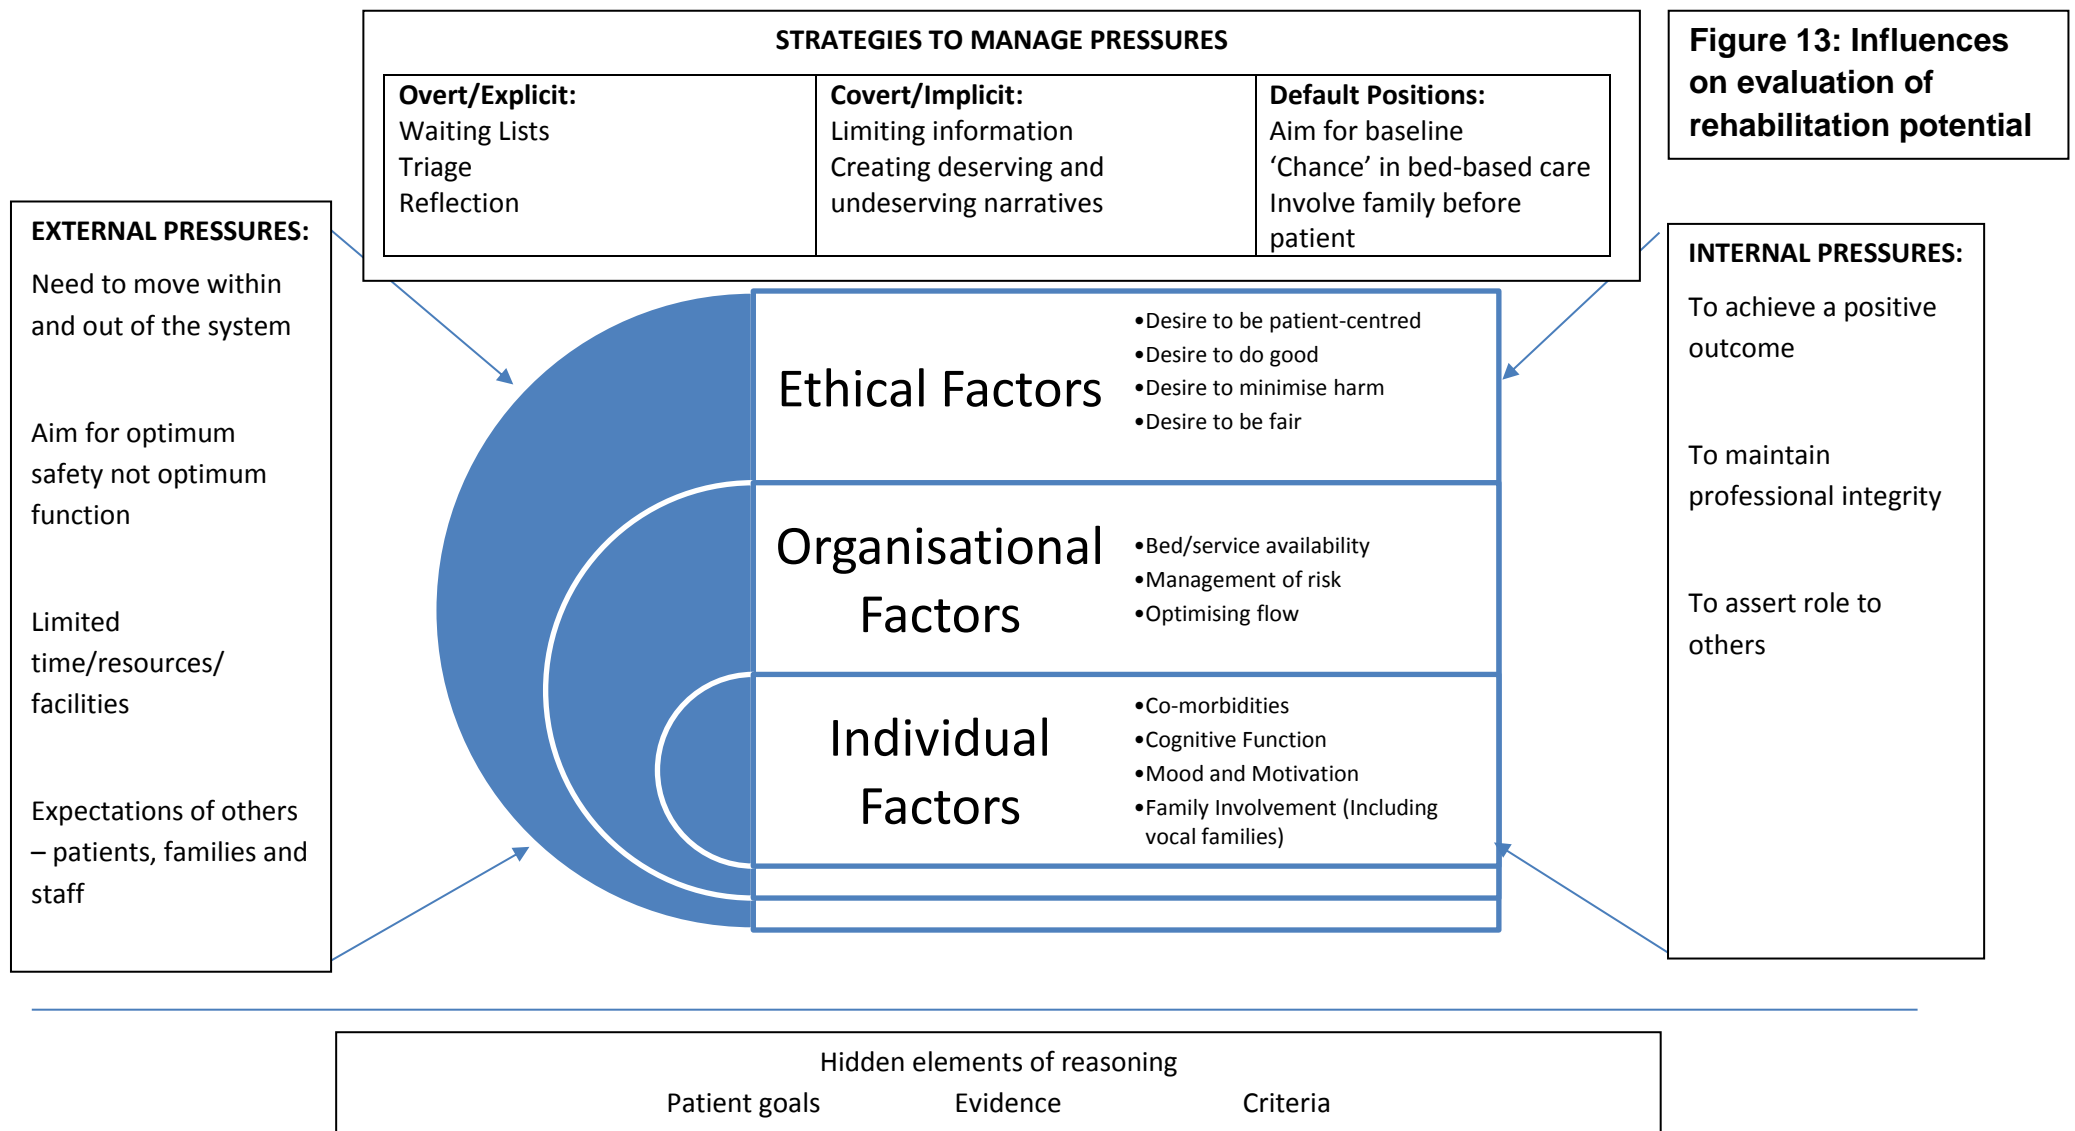 STRATEGIES TO MANAGE PRESSURES
Overt/Explicit:
Waiting Lists
Triage
Reflection
Covert/Implicit:
Limiting information
Creating deserving and
undeserving narratives
Default Positions:
Aim for baseline
‘Chance’ in bed-based care
Involve family before
patient
Figure 13: Influences
on evaluation of
rehabilitation potential
EXTERNAL PRESSURES:
Need to move within
and out of the system
Aim for optimum
safety not optimum
function
Limited
time/resources/
facilities
Expectations of others
– patients, families and
staff
Ethical Factors
•Desire to be patient-centred
•Desire to do good
•Desire to minimise harm
•Desire to be fair
Organisational
Factors
•Bed/service availability
•Management of risk
•Optimising flow
Individual
Factors
•Co-morbidities
•Cognitive Function
•Mood and Motivation
•Family Involvement (Including
vocal families)
INTERNAL PRESSURES:
To achieve a positive
outcome
To maintain
professional integrity
To assert role to
others
Hidden elements of reasoning
Patient goals Evidence Criteria